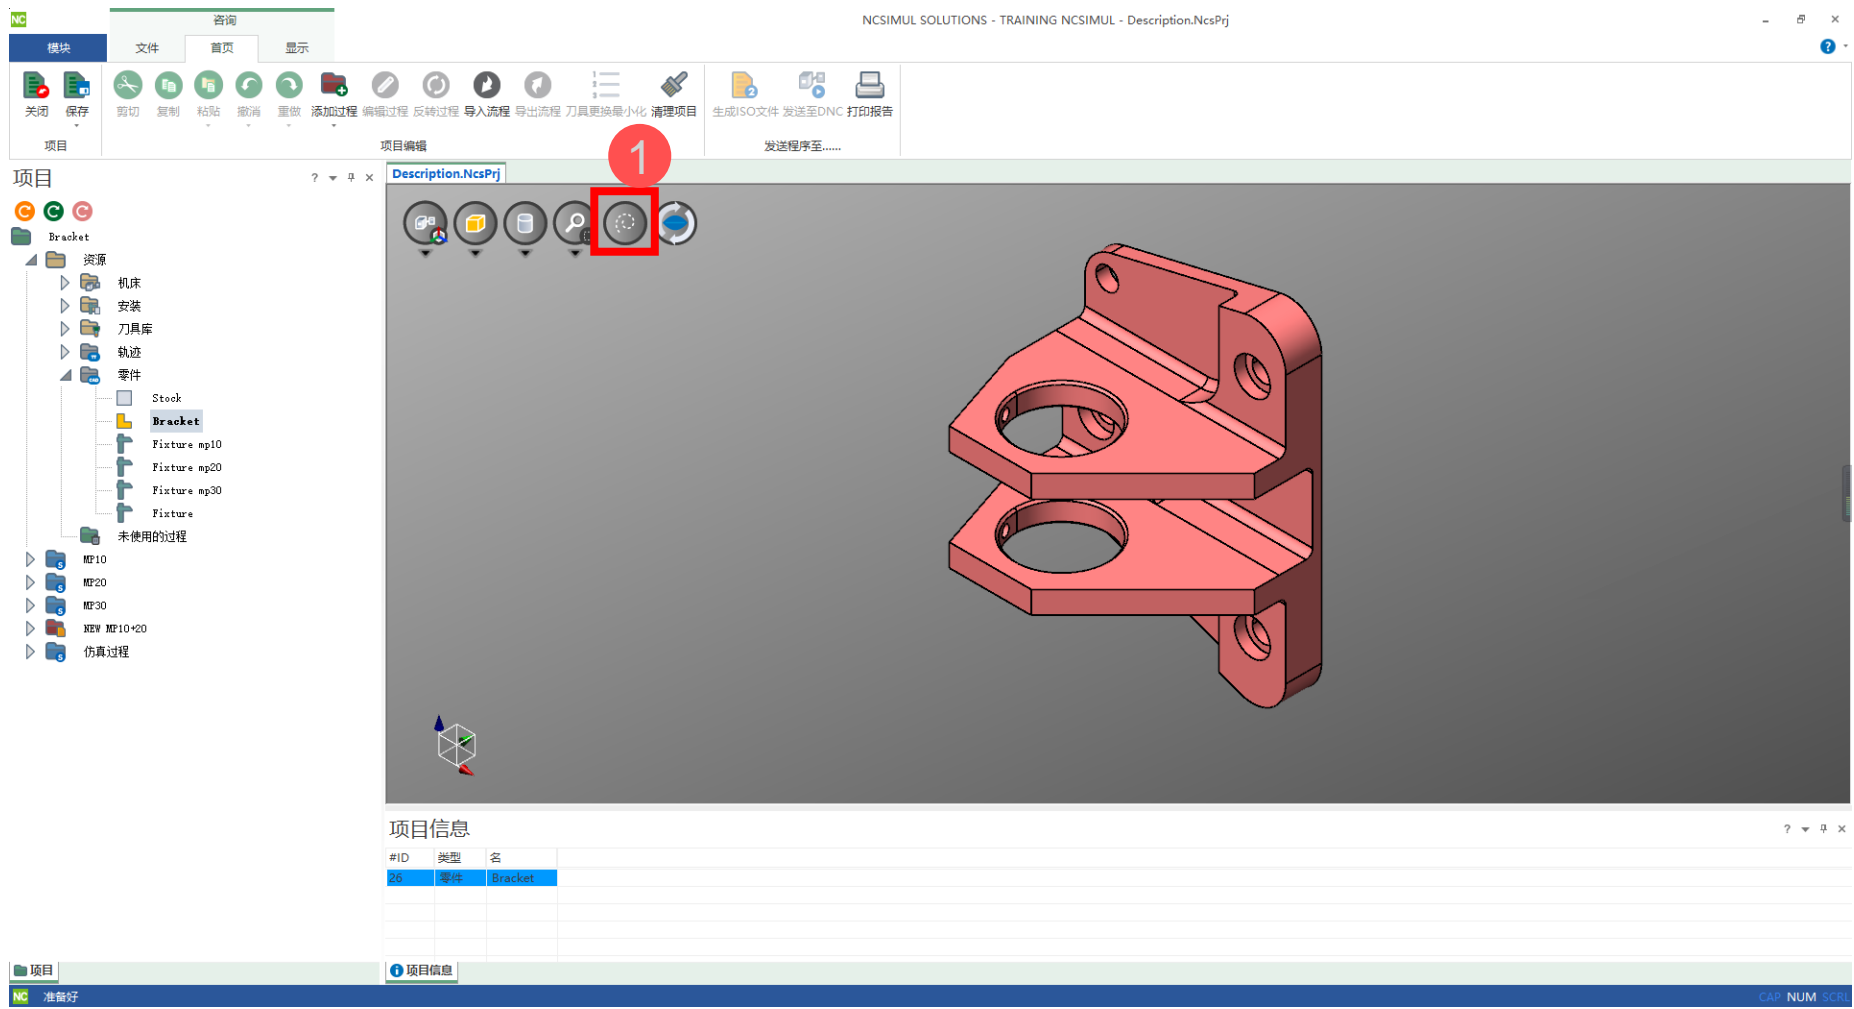 NC
咨询
NCSIMUL SOLUTIONS - TRAINING NCSIMUL - Description.NcsPrj
模块 文件 首页 显示 ?
关闭 保存 剪切 复制 粘贴 撤消 重做 添加过程 编辑过程 反转过程 导入流程 导出流程 刀具更换最小化 清理项目 生成ISO文件 发送至DNC 打印报告
项目 项目编辑 发送程序至......
1
项目
Description.NcsPrj
Bracket
资源
机床
安装
刀具库
轨迹
零件
Stock
Bracket
Fixture mp10
Fixture mp20
Fixture mp30
Fixture
未使用的过程
MP10
MP20
MP30
NEW MP10+20
仿真过程
项目信息
#ID 类型 名
26 零件 Bracket
项目 项目信息
NC 准备好 CAP NUM SCRL